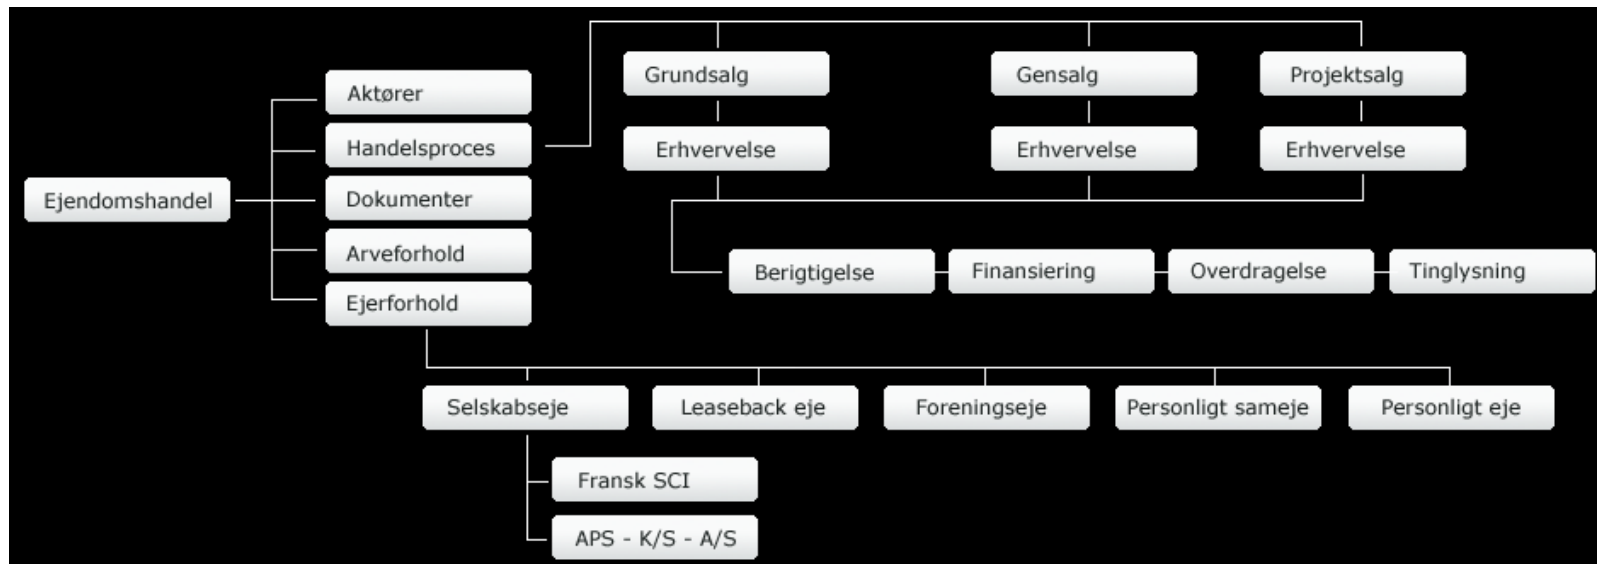 Ejendomshandel
Aktører
Handelsproces
Dokumenter
Arveforhold
Ejerforhold
Grundsalg
Gensalg
Projektsalg
Erhvervelse
Erhvervelse
Erhvervelse
Berigtigelse
Finansiering
Overdragelse
Tinglysning
Selskabseje
Leaseback eje
Foreningseje
Personligt sameje
Personligt eje
Fransk SCI
APS - K/S - A/S